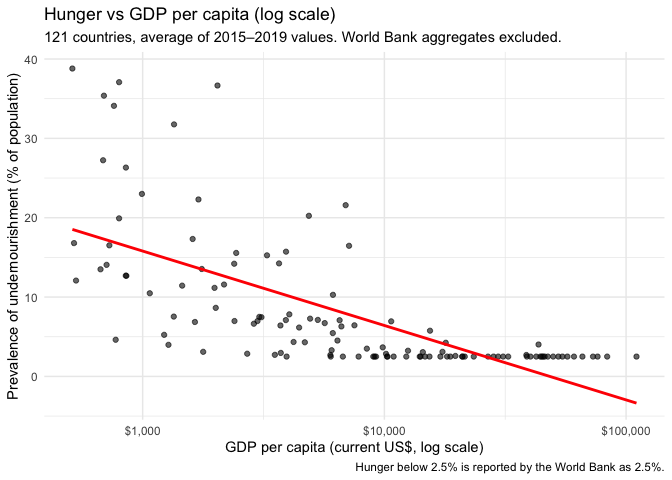 Hunger vs GDP per capita (log scale)
121 countries, average of 2015–2019 values. World Bank aggregates excluded.
Prevalence of undernourishment (% of population)
40
30
20
10
0
$1,000
$10,000
$100,000
GDP per capita (current US$, log scale)
Hunger below 2.5% is reported by the World Bank as 2.5%.